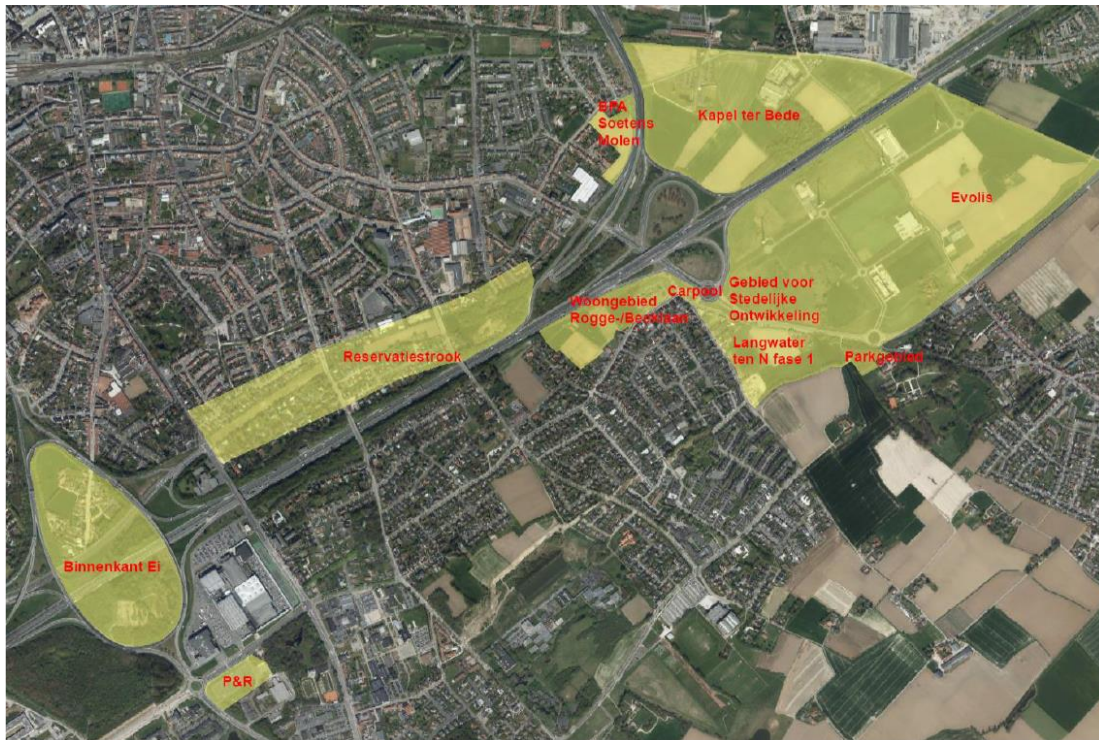 EPA
Soetens
Molen
Kapel ter Bede
Evolis
Carpool
Gebied voor
Stedelijke
Ontwikkeling
Woongebied
Rogge-/Beeklaan
Langwater
ten N fase 1
Parkgebied
Reservatiestrook
Binnenkant Ei
P&R